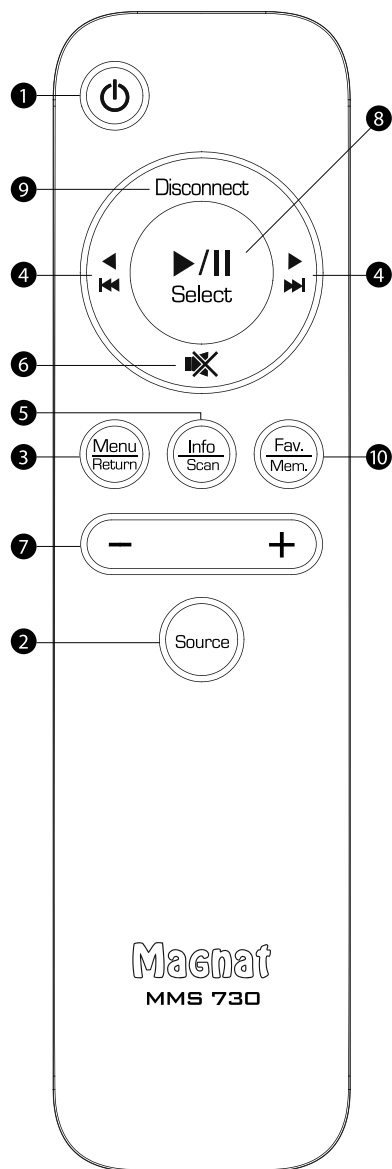 1
8
9
Disconnect
4
4
▶/II
Select
6
5
3
Menu
Return
Info
Scan
Fav.
Mem.
10
7
− +
2
Source
Magnat
MMS 730